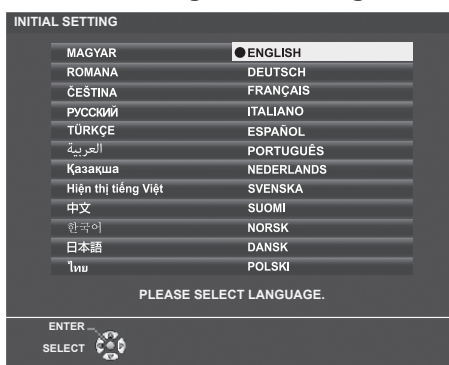 INITIAL SETTING
MAGYAR ENGLISH
ROMANA DEUTSCH
ČEŠTINA FRANÇAIS
РУССКИЙ ITALIANO
TÜRKÇE ESPAÑOL
العربية PORTUGUÊS
Қазақша NEDERLANDS
Hiện thị tiếng Việt SVENSKA
中文 SUOMI
한국어 NORSK
日本語 DANSK
ไทย POLSKI
PLEASE SELECT LANGUAGE.
ENTER
SELECT